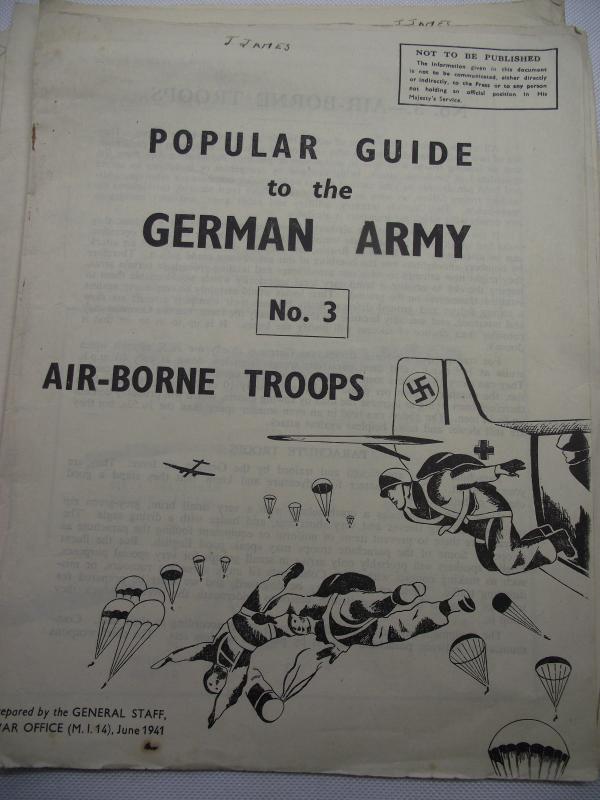 J JAMES
J JAMES
NOT TO BE PUBLISHED
The information given in this document
is not to be communicated, either directly
or indirectly, to the Press or to any person
not holding an official position in His
Majesty's Service.
POPULAR GUIDE
to the
GERMAN ARMY
No. 3
AIR-BORNE TROOPS
repared by the GENERAL STAFF,
AR OFFICE (M.I.14), June 1941